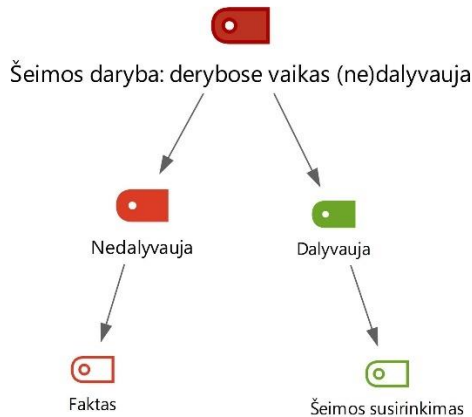 Šeimos daryba: derybose vaikas (ne)dalyvauja
Nedalyvauja
Dalyvauja
Faktas
Šeimos susirinkimas